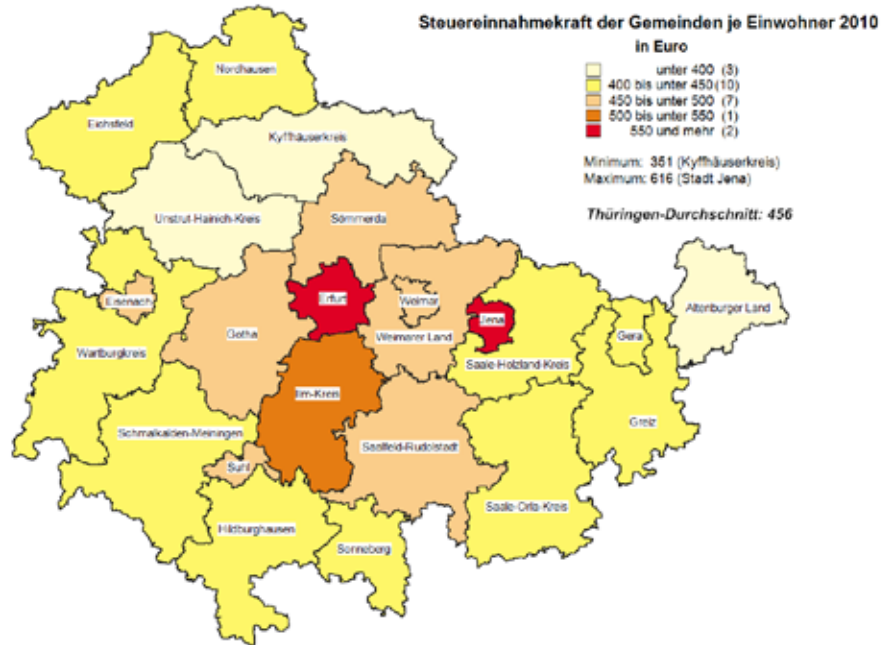 Steuereinnahmekraft der Gemeinden je Einwohner 2010
in Euro
unter 400 (3)
400 bis unter 450 (10)
450 bis unter 500 (7)
500 bis unter 550 (1)
550 und mehr (2)
Minimum: 351 (Kyffhäuserkreis)
Maximum: 616 (Stadt Jena)
Thüringen-Durchschnitt: 456
Nordhausen
Eichsfeld
Kyffhäuserkreis
Unstrut-Hainich-Kreis
Sömmerda
Eisenach
Erfurt
Weimar
Altenburger Land
Gotha
Jena
Weimarer Land
Gera
Wartburgkreis
Saale-Holzland-Kreis
Ilm-Kreis
Greiz
Schmalkalden-Meiningen
Saalfeld-Rudolstadt
Suhl
Saale-Orla-Kreis
Hildburghausen
Sonneberg